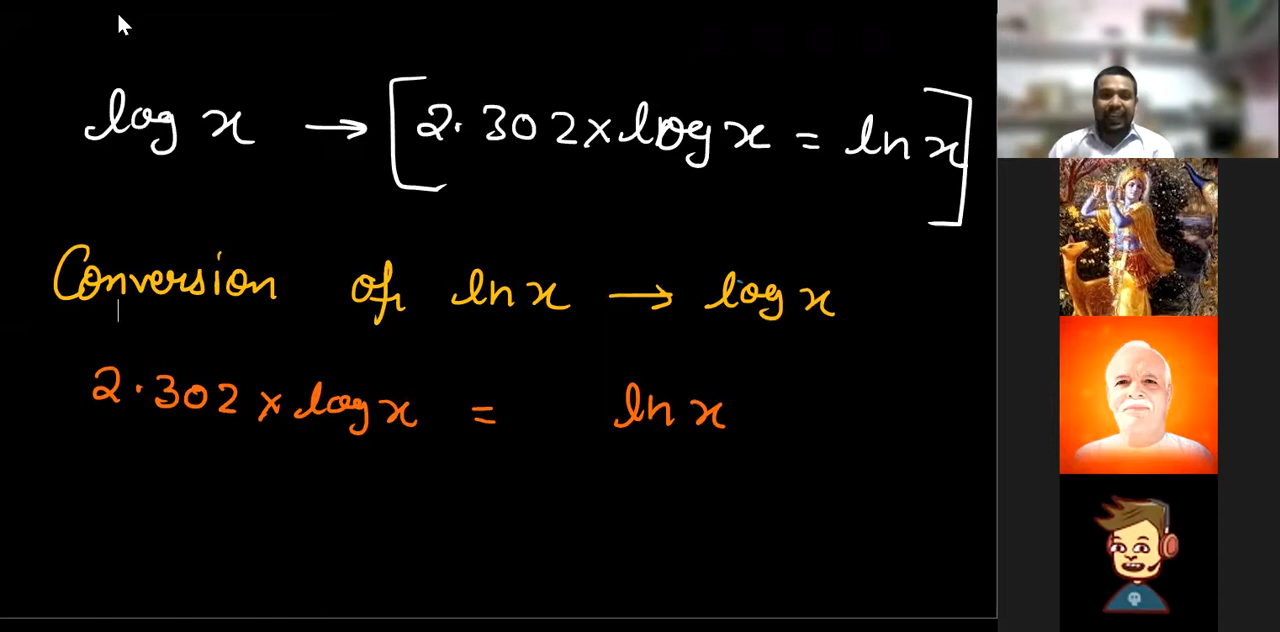 log x → [2.302 × log x = ln x]
Conversion of ln x → log x
2.302 × log x = ln x